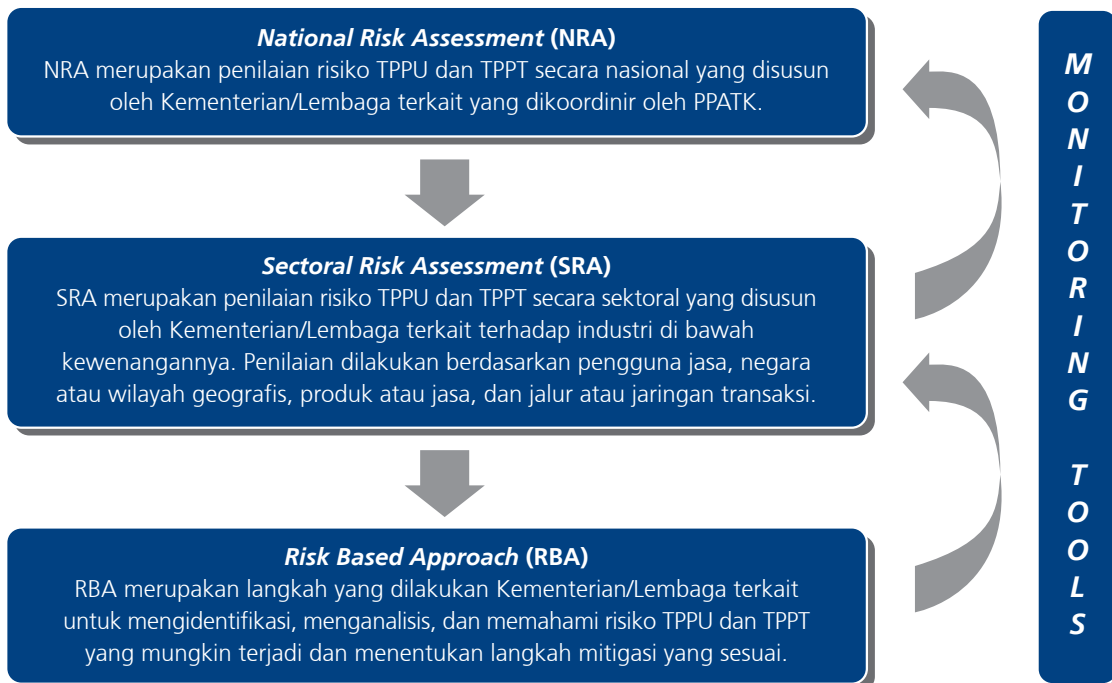 National Risk Assessment (NRA)
NRA merupakan penilaian risiko TPPU dan TPPT secara nasional yang disusun
oleh Kementerian/Lembaga terkait yang dikoordinir oleh PPATK.
Sectoral Risk Assessment (SRA)
SRA merupakan penilaian risiko TPPU dan TPPT secara sektoral yang disusun
oleh Kementerian/Lembaga terkait terhadap industri di bawah
kewenangannya. Penilaian dilakukan berdasarkan pengguna jasa, negara
atau wilayah geografis, produk atau jasa, dan jalur atau jaringan transaksi.
Risk Based Approach (RBA)
RBA merupakan langkah yang dilakukan Kementerian/Lembaga terkait
untuk mengidentifikasi, menganalisis, dan memahami risiko TPPU dan TPPT
yang mungkin terjadi dan menentukan langkah mitigasi yang sesuai.
MONITORING TOOLS